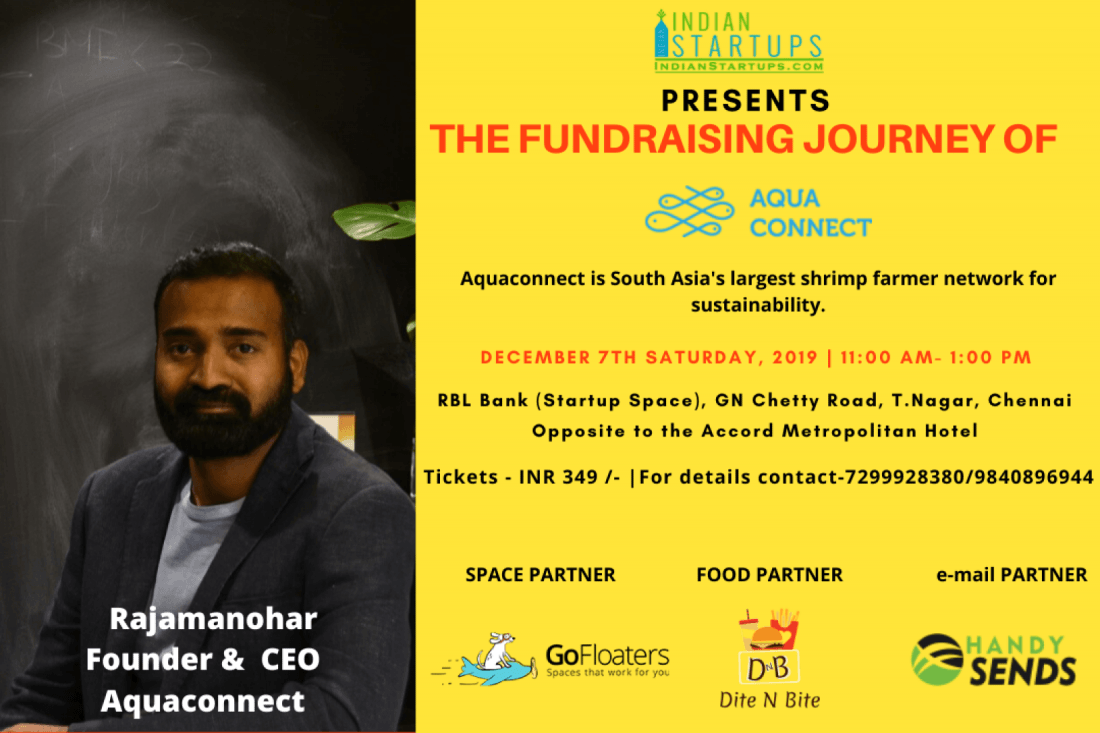 INDIAN
STARTUPS
INDIANSTARTUPS.COM
PRESENTS
THE FUNDRAISING JOURNEY OF
AQUA
CONNECT
Aquaconnect is South Asia's largest shrimp farmer network for
sustainability.
DECEMBER 7TH SATURDAY, 2019 | 11:00 AM- 1:00 PM
RBL Bank (Startup Space), GN Chetty Road, T.Nagar, Chennai
Opposite to the Accord Metropolitan Hotel
Tickets - INR 349 /- |For details contact-7299928380/9840896944
SPACE PARTNER
FOOD PARTNER
e-mail PARTNER
GoFloaters
Spaces that work for you
DNB
Dite N Bite
HANDY
SENDS
Rajamanohar
Founder & CEO
Aquaconnect